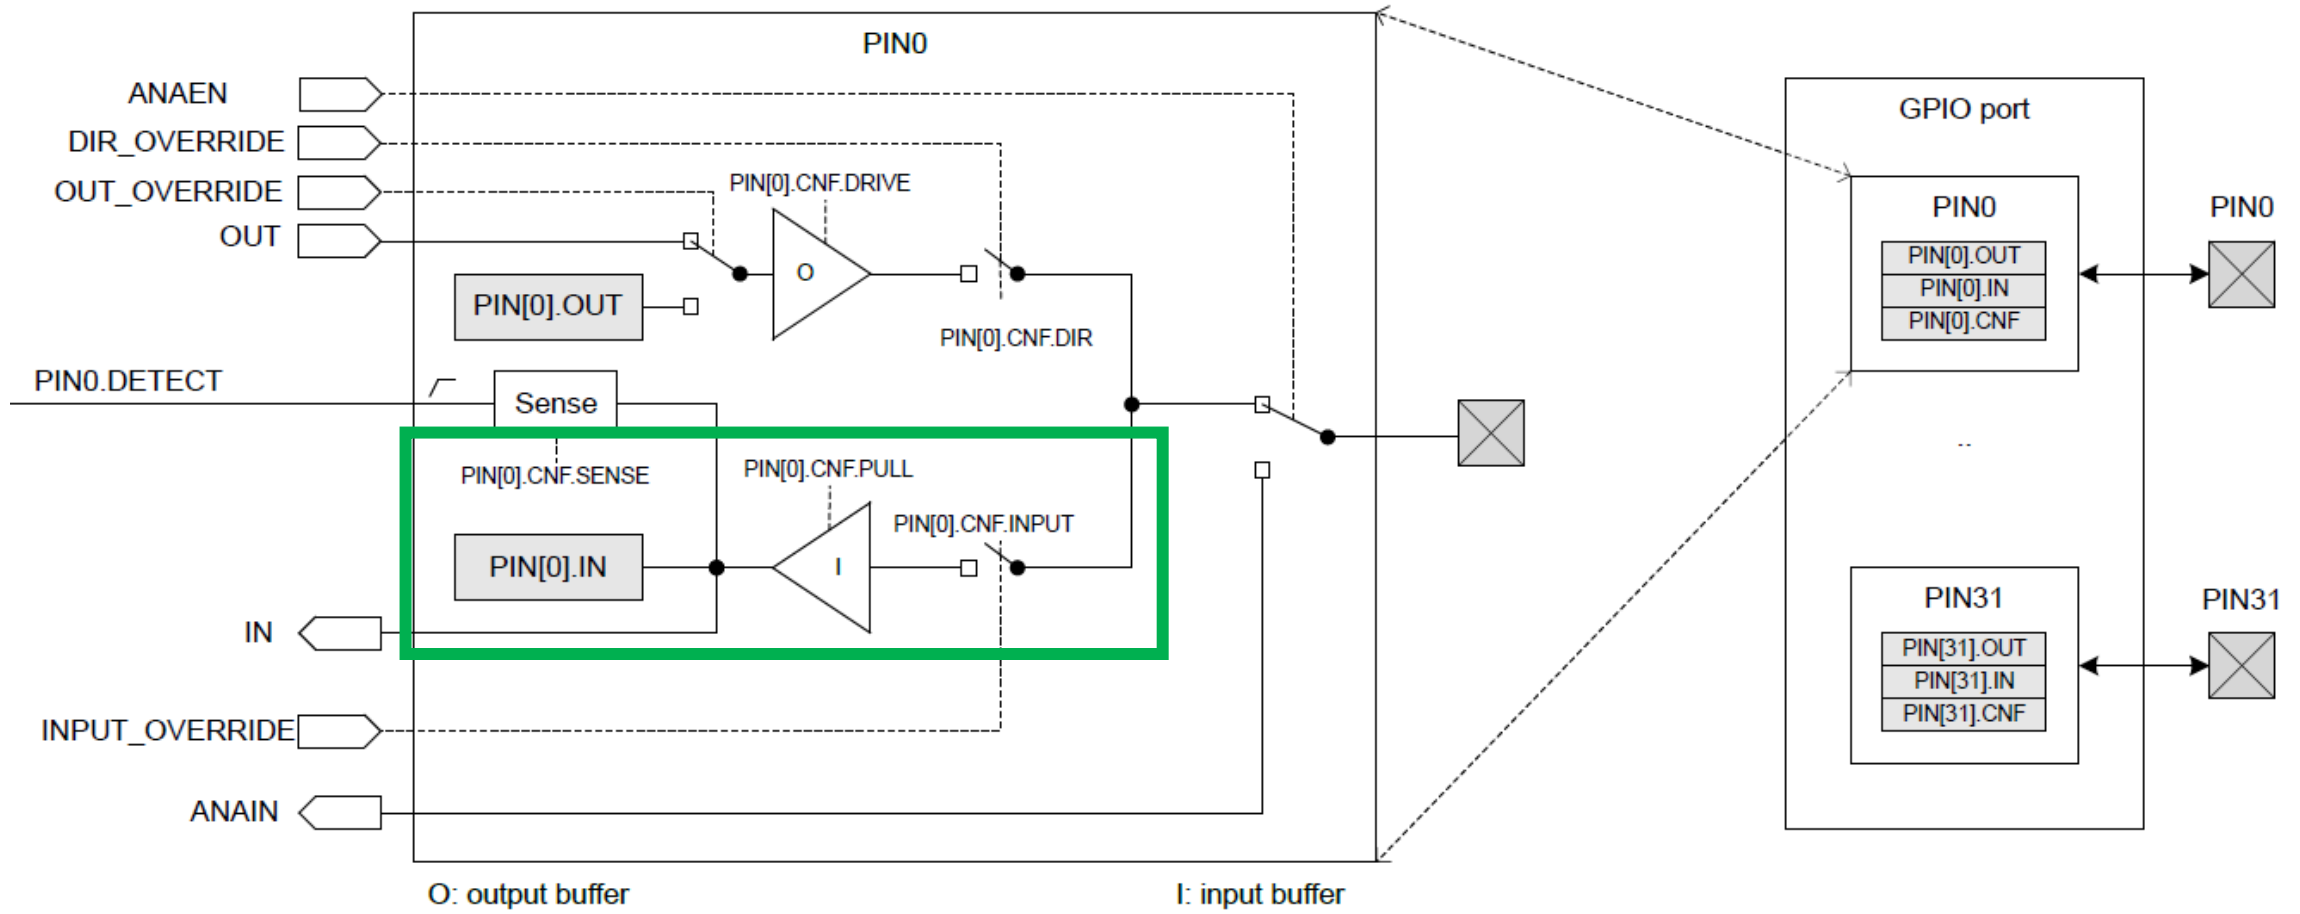 PIN0
ANAEN
DIR_OVERRIDE
OUT_OVERRIDE
OUT
PIN[0].CNF.DRIVE
O
PIN[0].OUT
PIN[0].CNF.DIR
PIN0.DETECT
Sense
PIN[0].CNF.SENSE
PIN[0].CNF.PULL
PIN[0].CNF.INPUT
PIN[0].IN
I
IN
INPUT_OVERRIDE
ANAIN
O: output buffer
I: input buffer
GPIO port
PIN0
PIN[0].OUT
PIN[0].IN
PIN[0].CNF
PIN0
..
PIN31
PIN[31].OUT
PIN[31].IN
PIN[31].CNF
PIN31